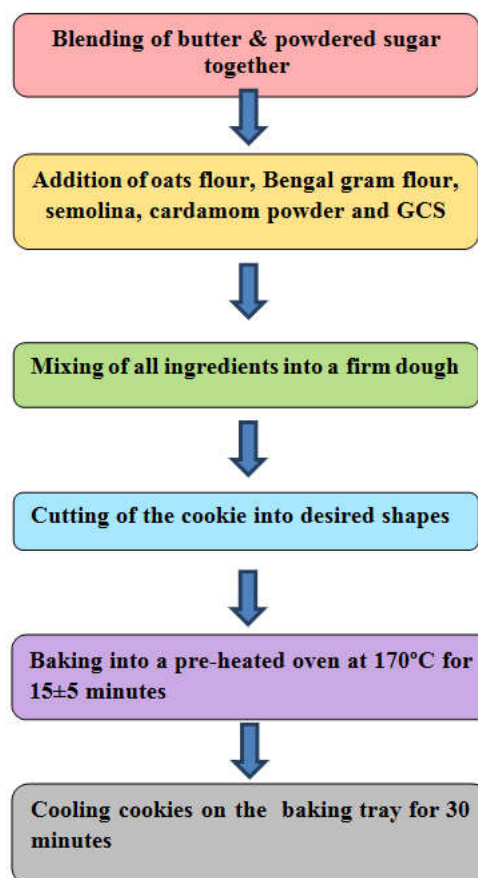 Blending of butter & powdered sugar
together
Addition of oats flour, Bengal gram flour,
semolina, cardamom powder and GCS
Mixing of all ingredients into a firm dough
Cutting of the cookie into desired shapes
Baking into a pre-heated oven at 170°C for
15±5 minutes
Cooling cookies on the baking tray for 30
minutes